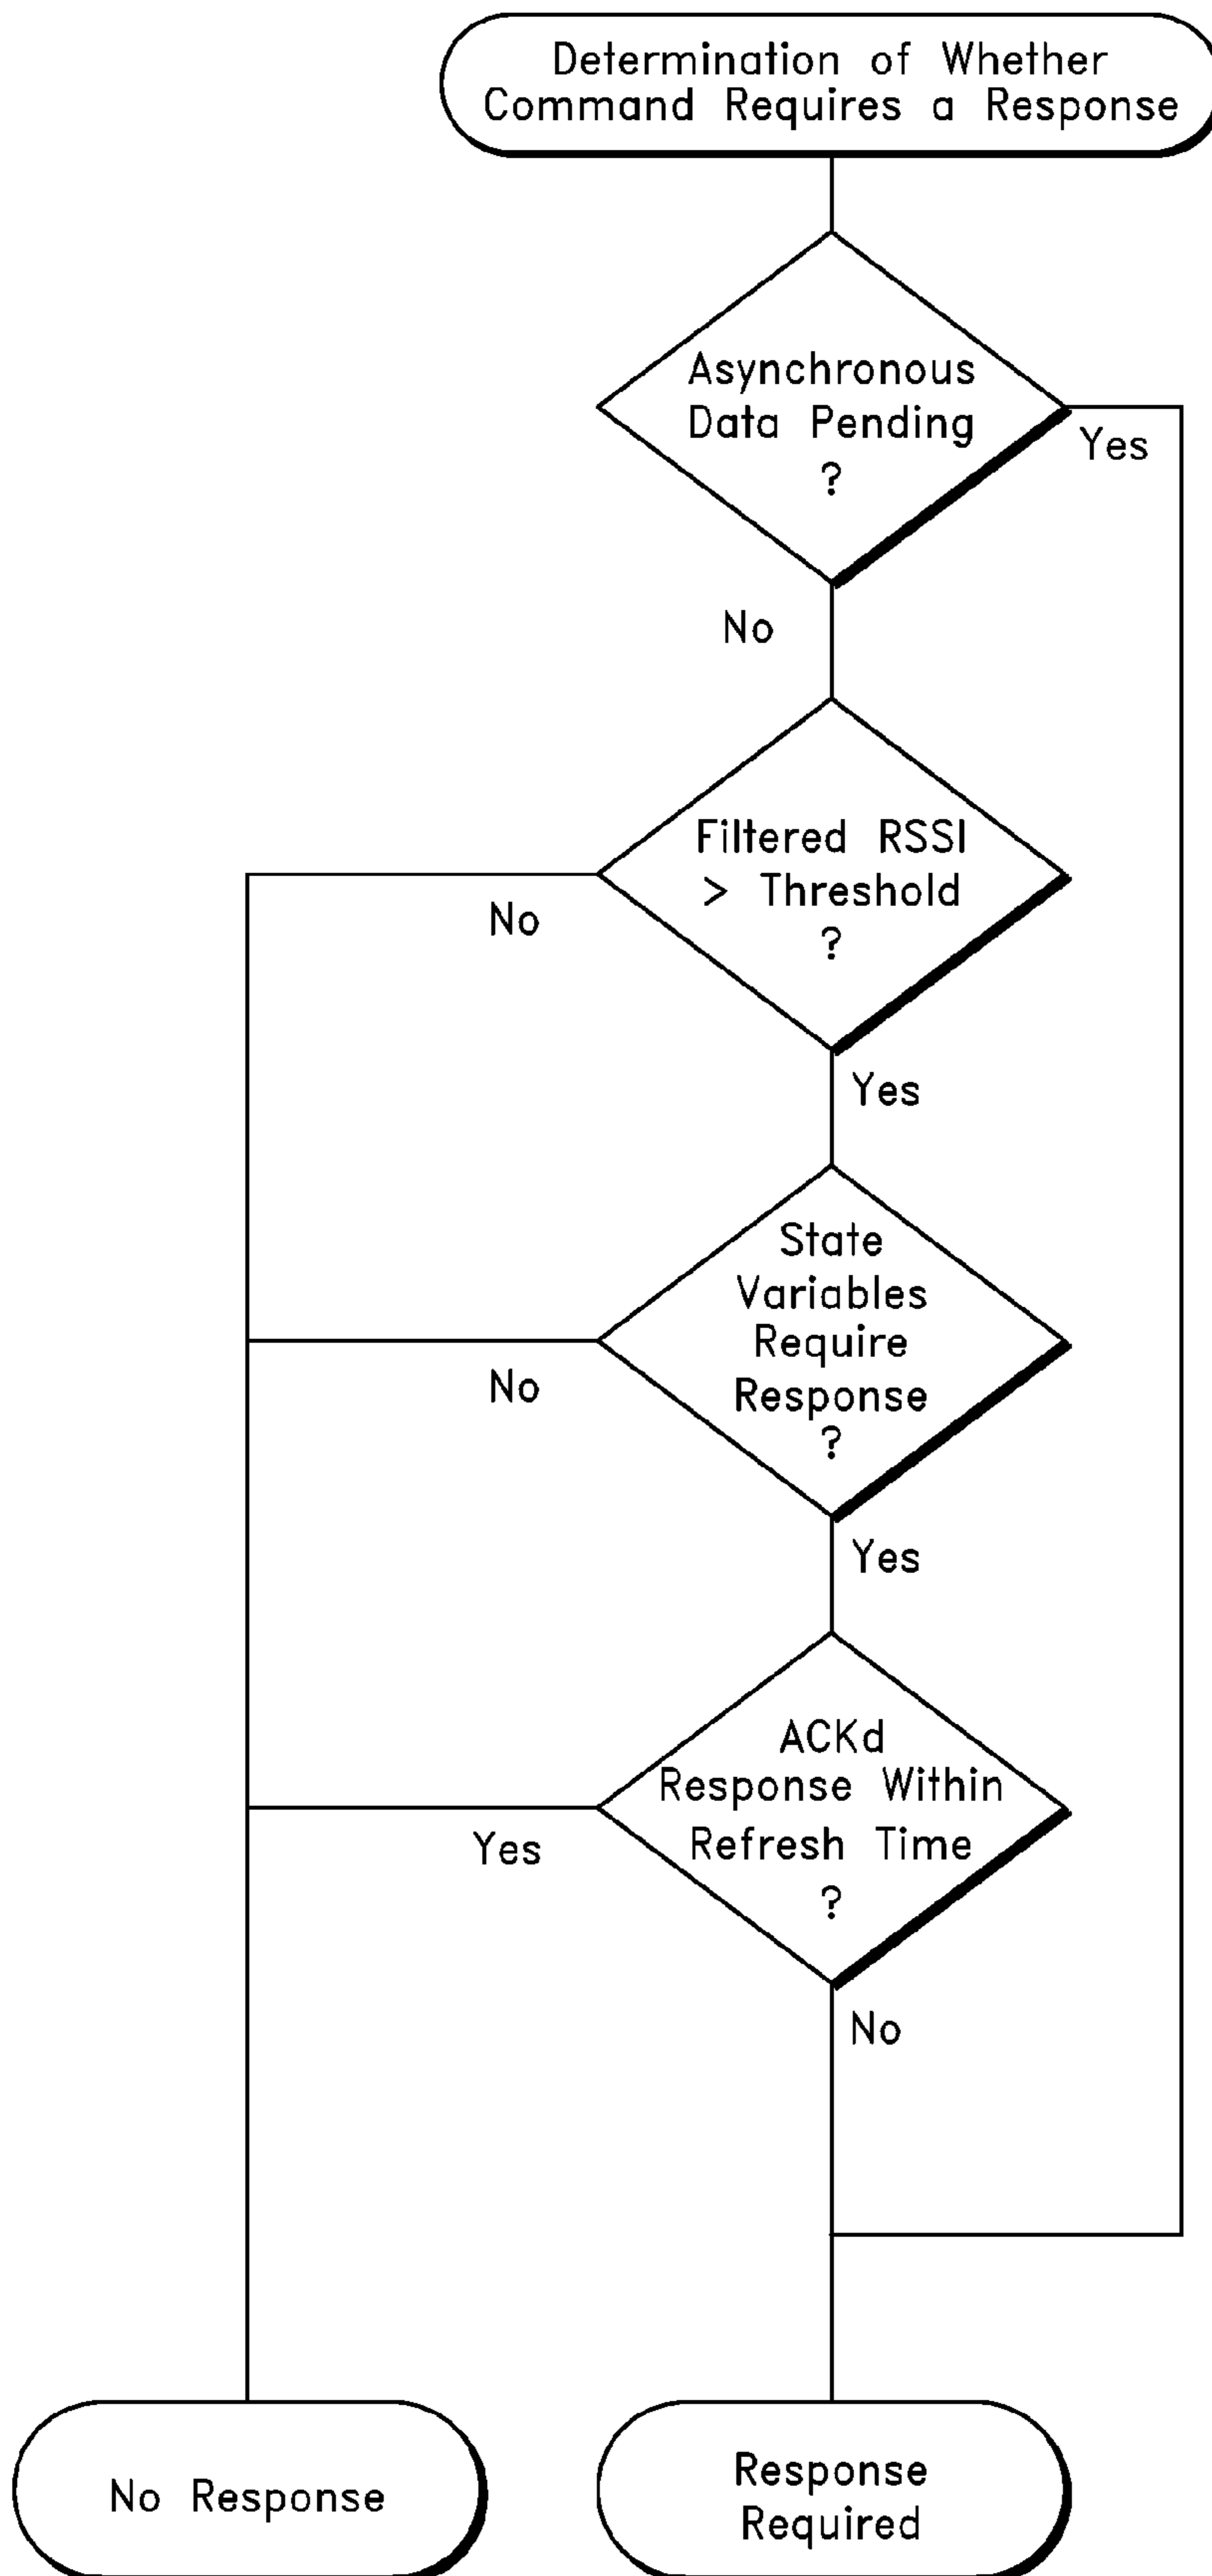 Determination of Whether
Command Requires a Response
Asynchronous
Data Pending
?
Yes
No
Filtered RSSI
> Threshold
?
No
Yes
State
Variables
Require
Response
?
No
Yes
ACKd
Response Within
Refresh Time
?
Yes
No
No Response
Response
Required